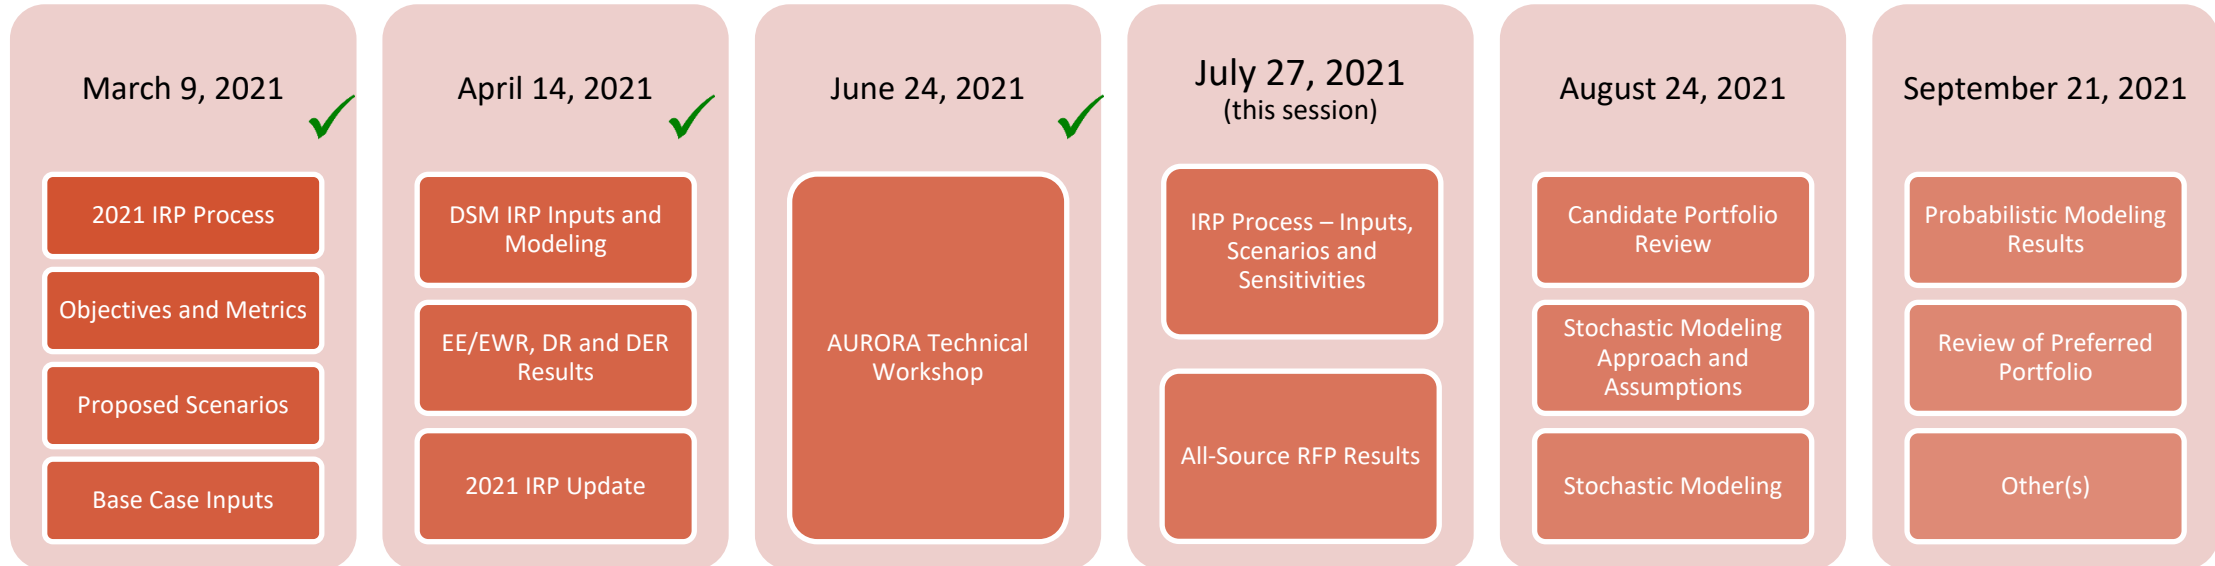 March 9, 2021
2021 IRP Process
Objectives and Metrics
Proposed Scenarios
Base Case Inputs
April 14, 2021
DSM IRP Inputs and
Modeling
EE/EWR, DR and DER
Results
2021 IRP Update
June 24, 2021
AURORA Technical
Workshop
July 27, 2021
(this session)
IRP Process – Inputs,
Scenarios and
Sensitivities
All-Source RFP Results
August 24, 2021
Candidate Portfolio
Review
Stochastic Modeling
Approach and
Assumptions
Stochastic Modeling
September 21, 2021
Probabilistic Modeling
Results
Review of Preferred
Portfolio
Other(s)